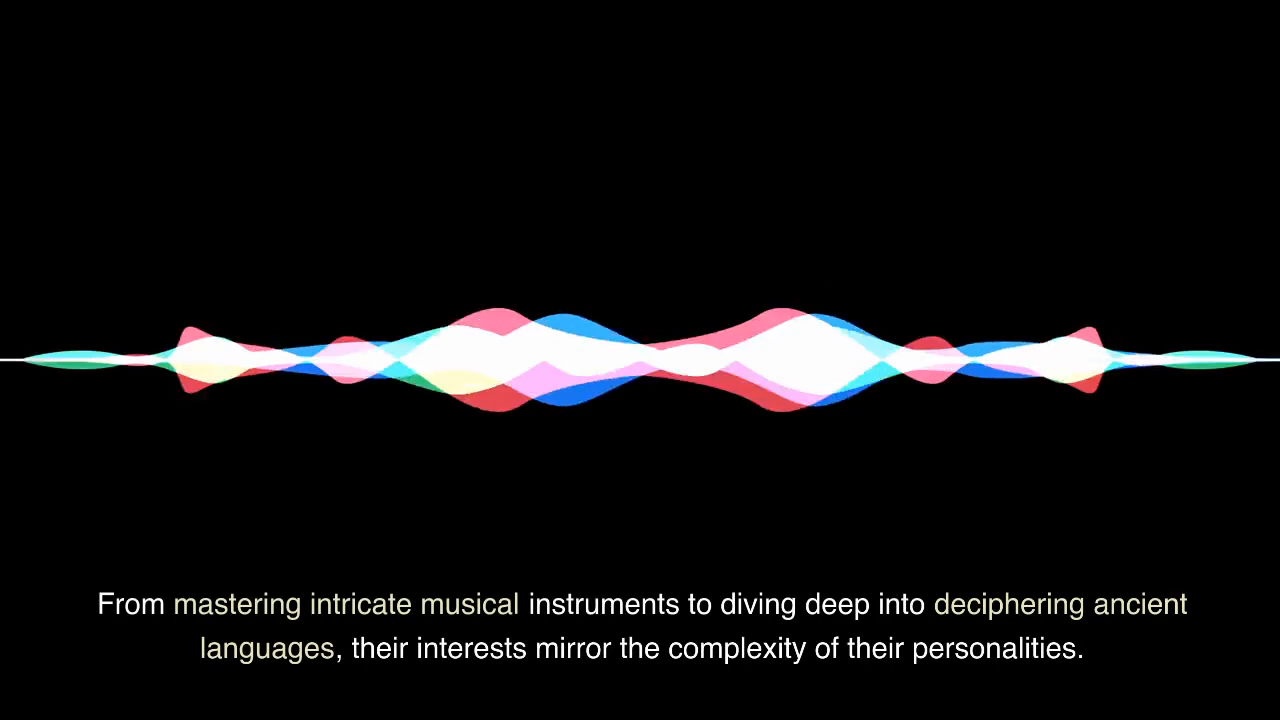 From mastering intricate musical instruments to diving deep into deciphering ancient
languages, their interests mirror the complexity of their personalities.